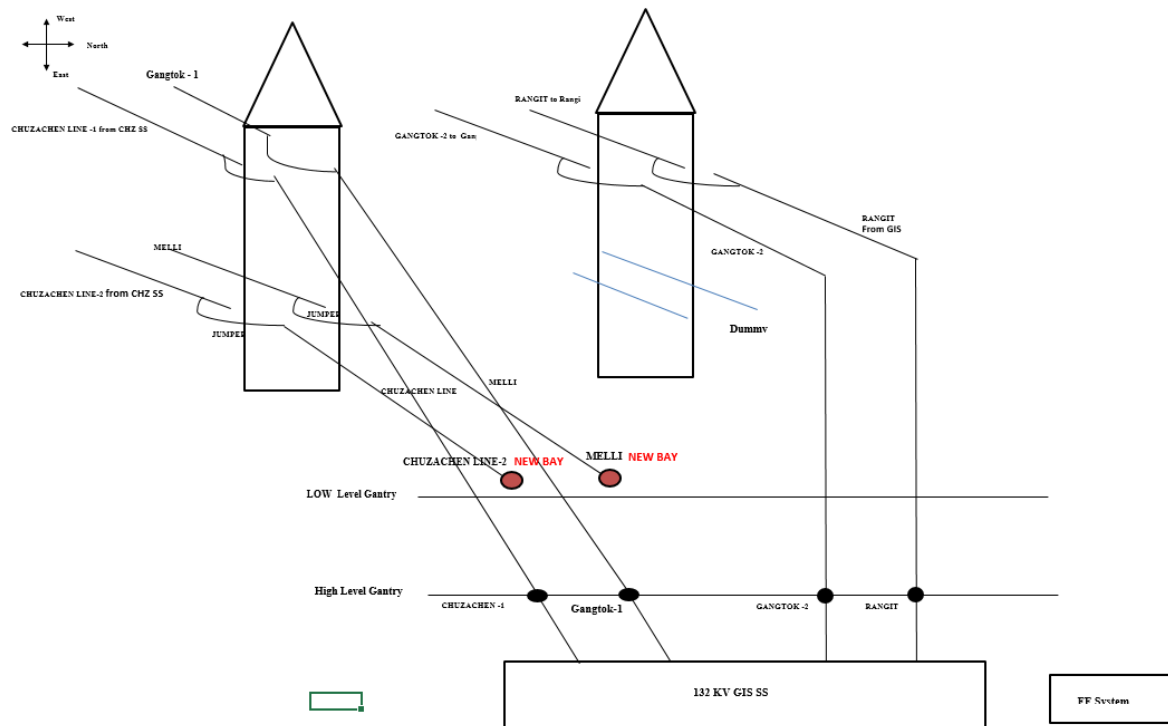 West
North
East
Gangtok - 1
CHUZACHEN LINE -1 from CHZ SS
RANGIT to Rangi
GANGTOK -2 to Gan
RANGIT
From GIS
GANGTOK -2
MELLI
CHUZACHEN LINE-2 from CHZ SS
JUMPER
JUMPER
Dummy
MELLI
CHUZACHEN LINE
CHUZACHEN LINE-2 NEW BAY
MELLI NEW BAY
LOW Level Gantry
High Level Gantry
CHUZACHEN -1
Gangtok-1
GANGTOK -2
RANGIT
132 KV GIS SS
FF System